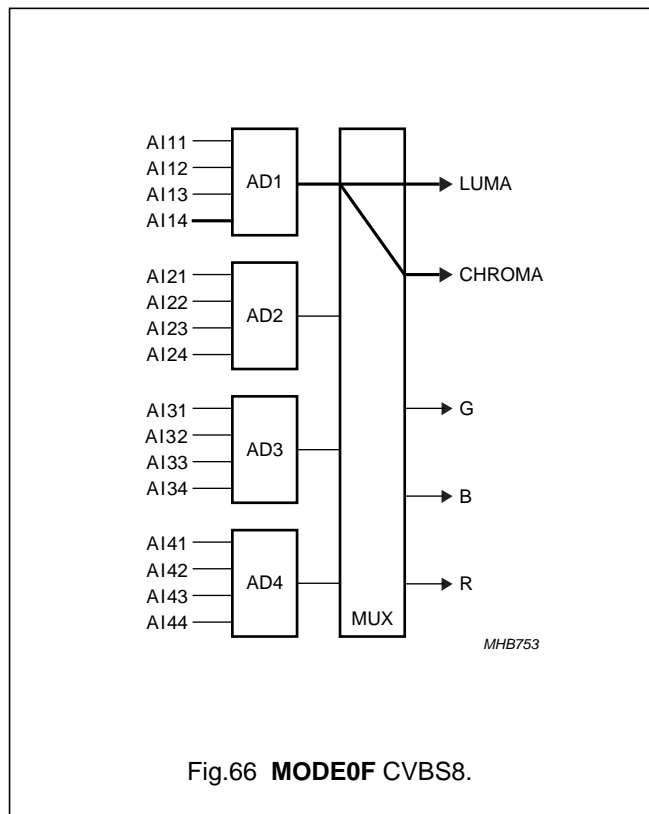 AI11
AI12
AI13
AI14
AD1
LUMA
CHROMA
AI21
AI22
AI23
AI24
AD2
AI31
AI32
AI33
AI34
AD3
G
B
AI41
AI42
AI43
AI44
AD4
R
MUX
MHB753
Fig.66 MODE0F CVBS8.